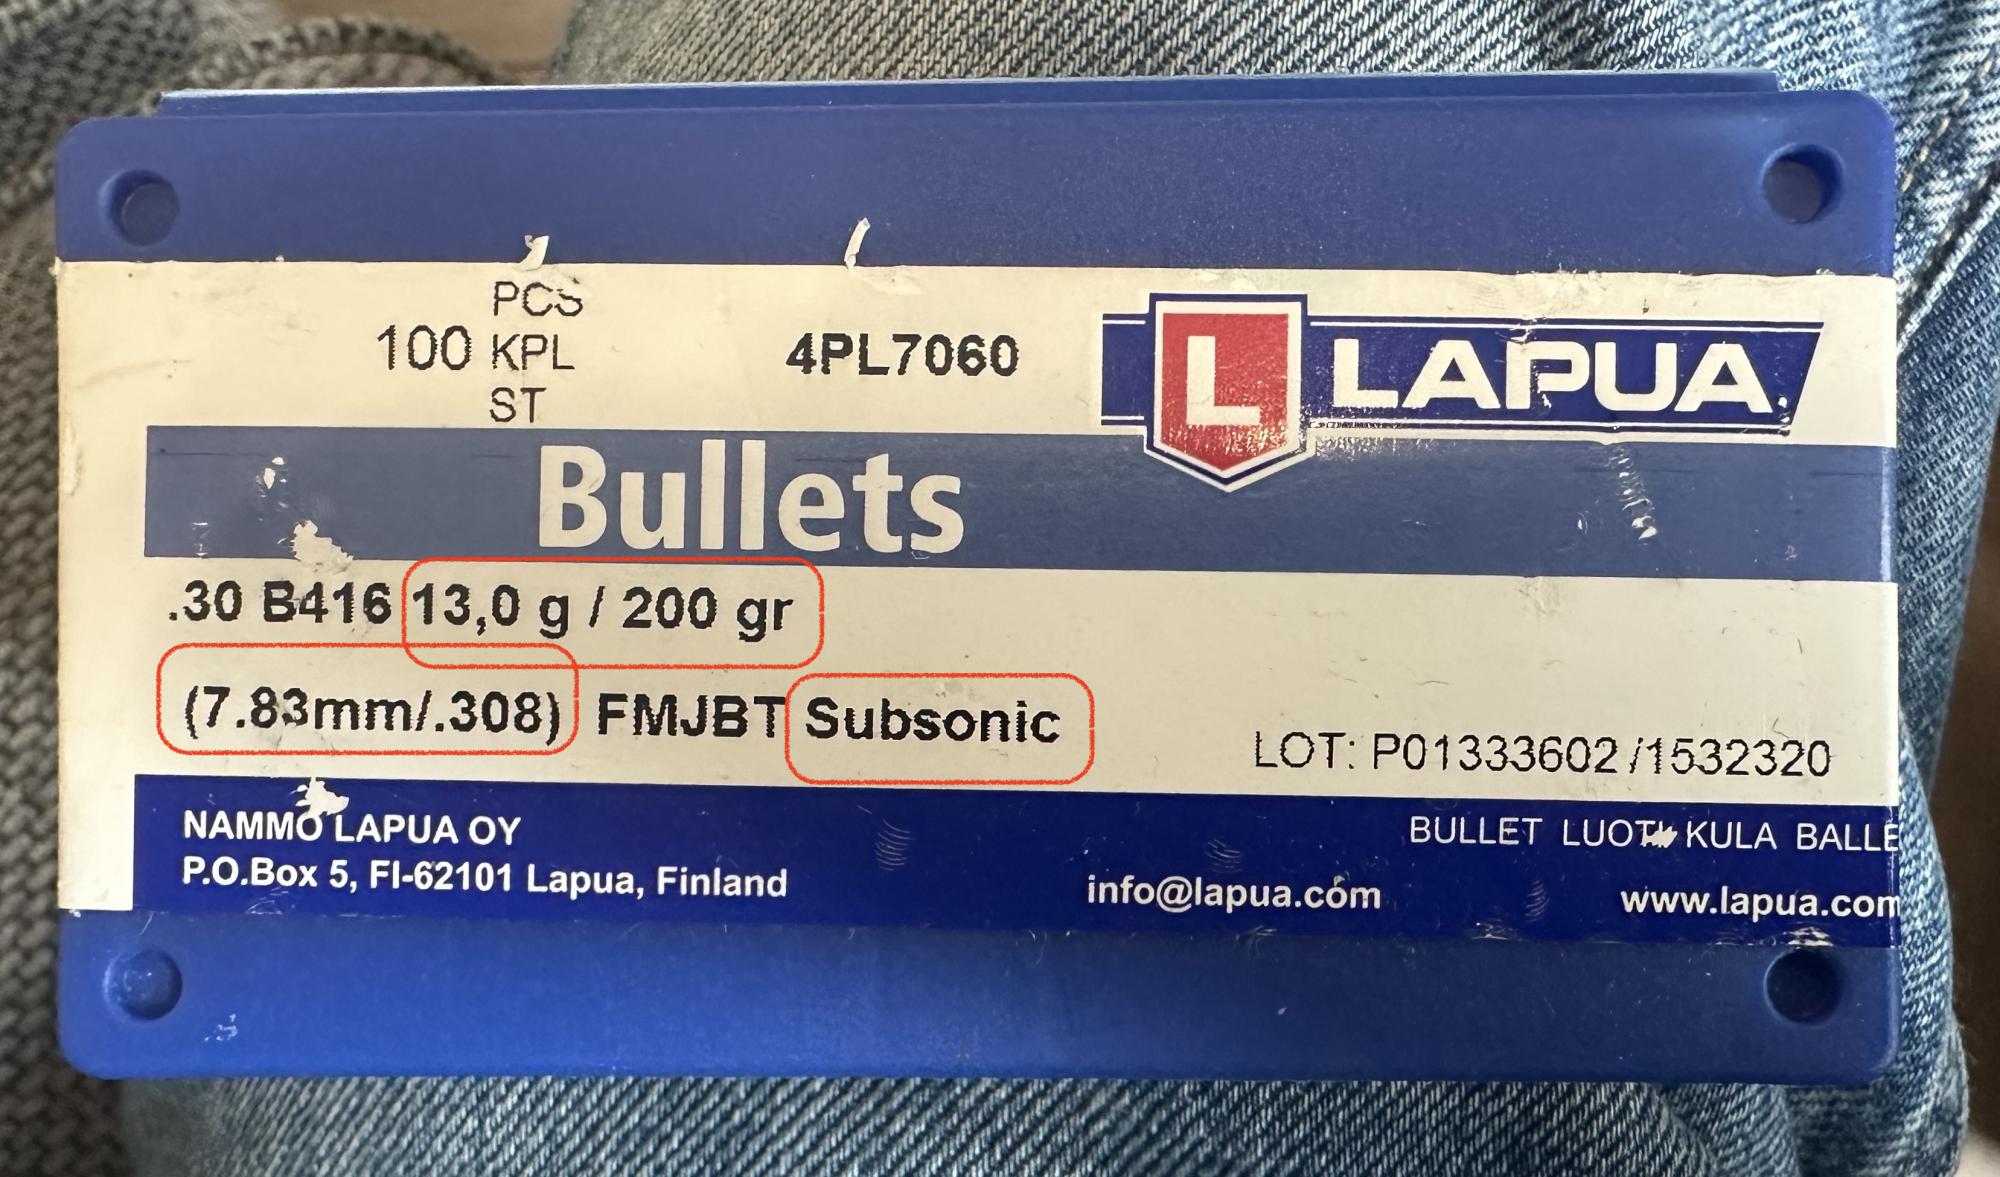 PCS
100 KPL
ST
4PL7060
L LAPUA
Bullets
.30 B416 13,0 g / 200 gr
(7.83mm/.308) FMJBT Subsonic
LOT: P01333602 /1532320
NAMMO LAPUA OY
P.O.Box 5, FI-62101 Lapua, Finland
BULLET KULA BALLE
info@lapua.com
www.lapua.com